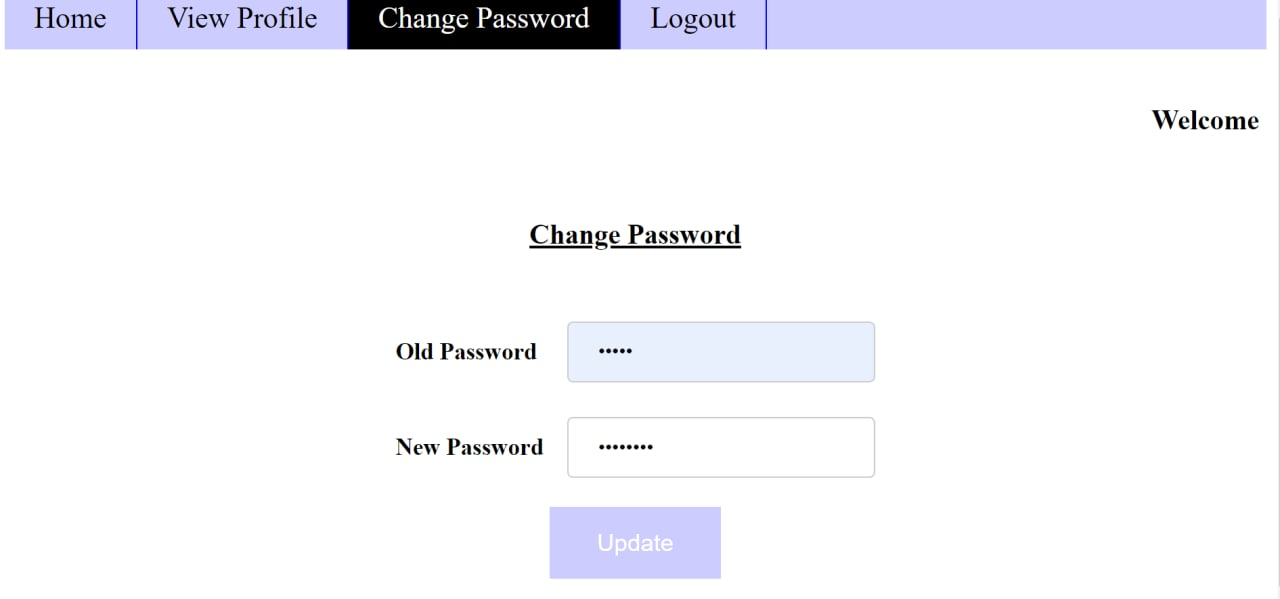 Home View Profile Change Password Logout
Welcome
Change Password
Old Password •••••
New Password ••••••••
Update